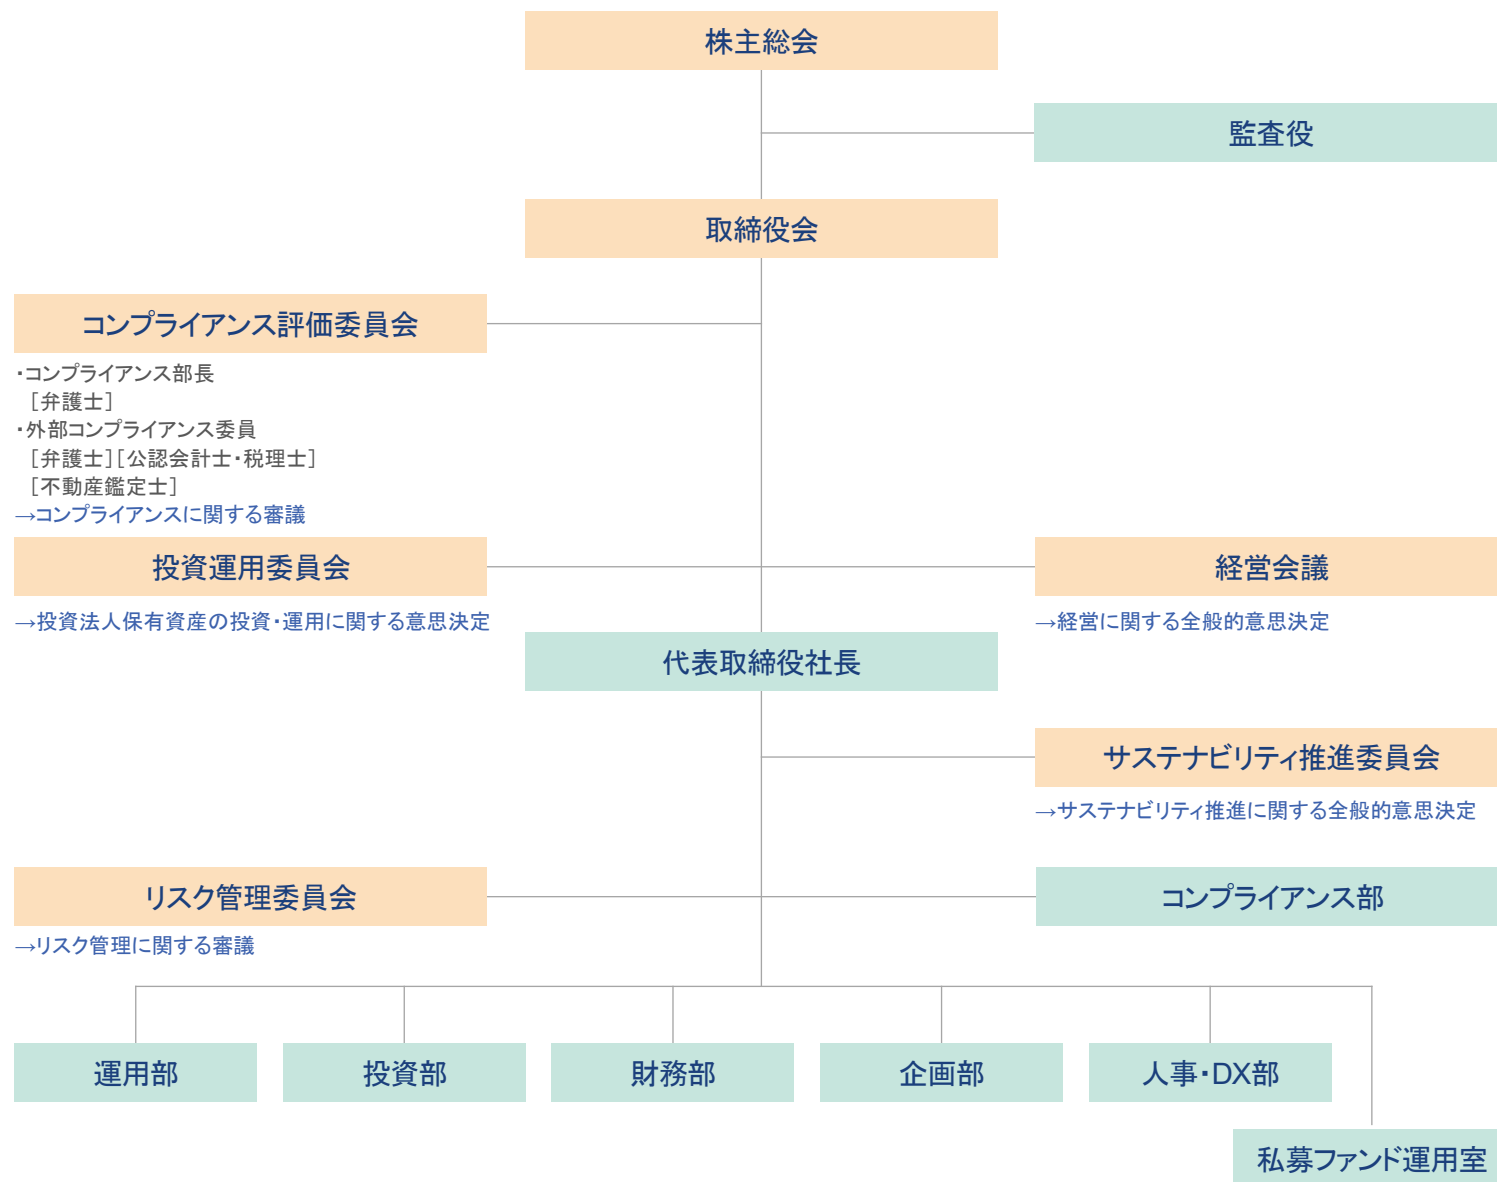 株主総会
監査役
取締役会
コンプライアンス評価委員会
・コンプライアンス部長
［弁護士］
・外部コンプライアンス委員
［弁護士］［公認会計士・税理士］
［不動産鑑定士］
→コンプライアンスに関する審議
投資運用委員会
→投資法人保有資産の投資・運用に関する意思決定
経営会議
→経営に関する全般的意思決定
代表取締役社長
サステナビリティ推進委員会
→サステナビリティ推進に関する全般的意思決定
リスク管理委員会
→リスク管理に関する審議
コンプライアンス部
運用部
投資部
財務部
企画部
人事・DX部
私募ファンド運用室